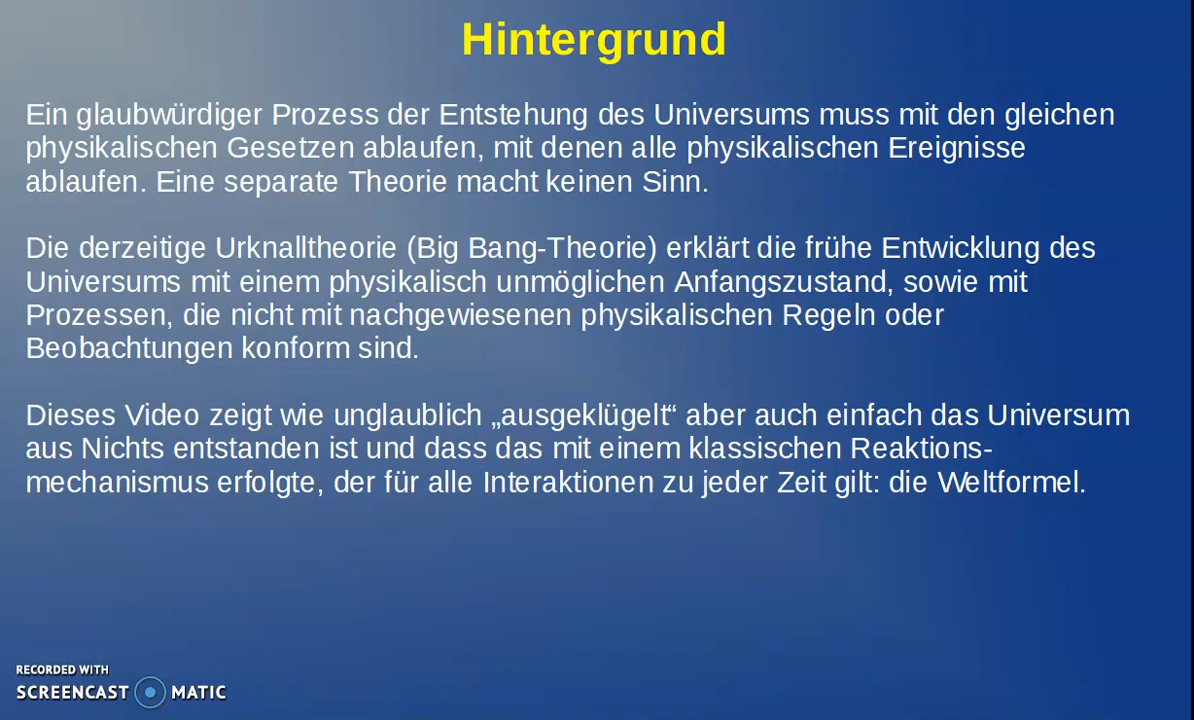 Hintergrund
Ein glaubwürdiger Prozess der Entstehung des Universums muss mit den gleichen
physikalischen Gesetzen ablaufen, mit denen alle physikalischen Ereignisse
ablaufen. Eine separate Theorie macht keinen Sinn.
Die derzeitige Urknalltheorie (Big Bang-Theorie) erklärt die frühe Entwicklung des
Universums mit einem physikalisch unmöglichen Anfangszustand, sowie mit
Prozessen, die nicht mit nachgewiesenen physikalischen Regeln oder
Beobachtungen konform sind.
Dieses Video zeigt wie unglaublich „ausgeklügelt“ aber auch einfach das Universum
aus Nichts entstanden ist und dass das mit einem klassischen Reaktions-
mechanismus erfolgte, der für alle Interaktionen zu jeder Zeit gilt: die Weltformel.
RECORDED WITH
SCREENCAST MATIC